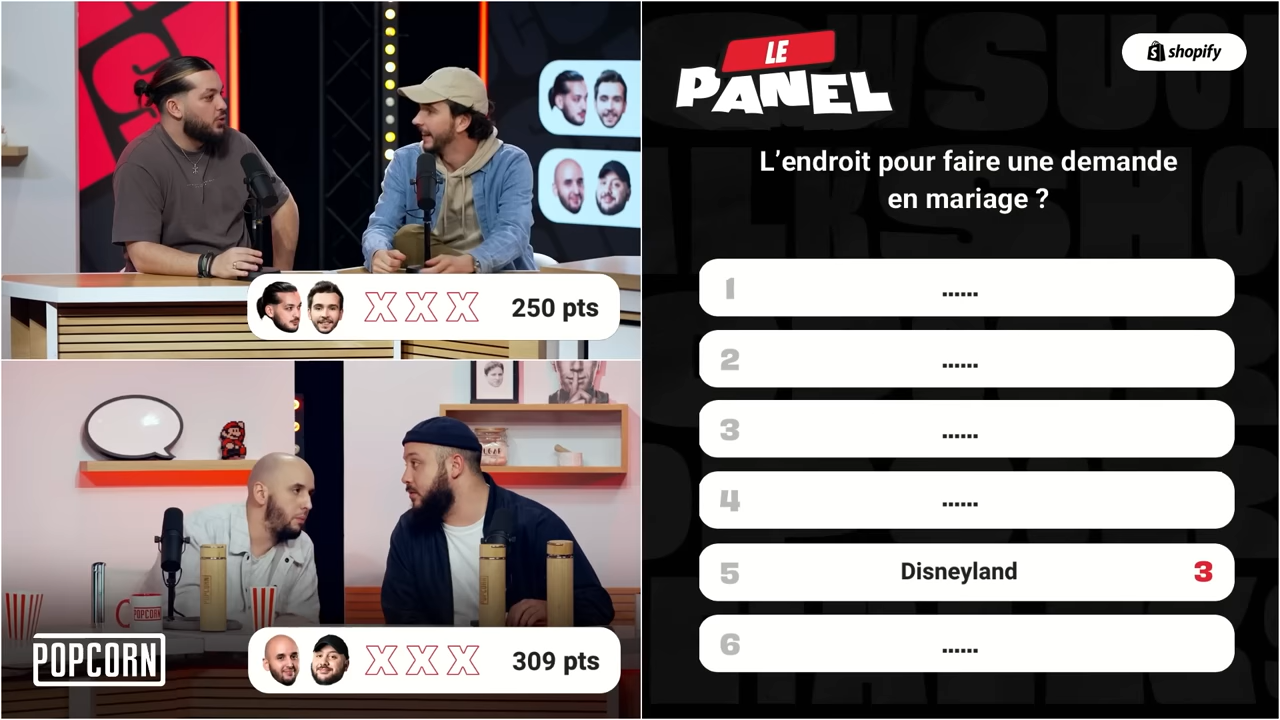 LE
PANEL
shopify
L'endroit pour faire une demande
en mariage ?
1 ......
2 ......
3 ......
4 ......
5 Disneyland 3
6 ......
X X X 250 pts
POPCORN
POPCORN
X X X 309 pts